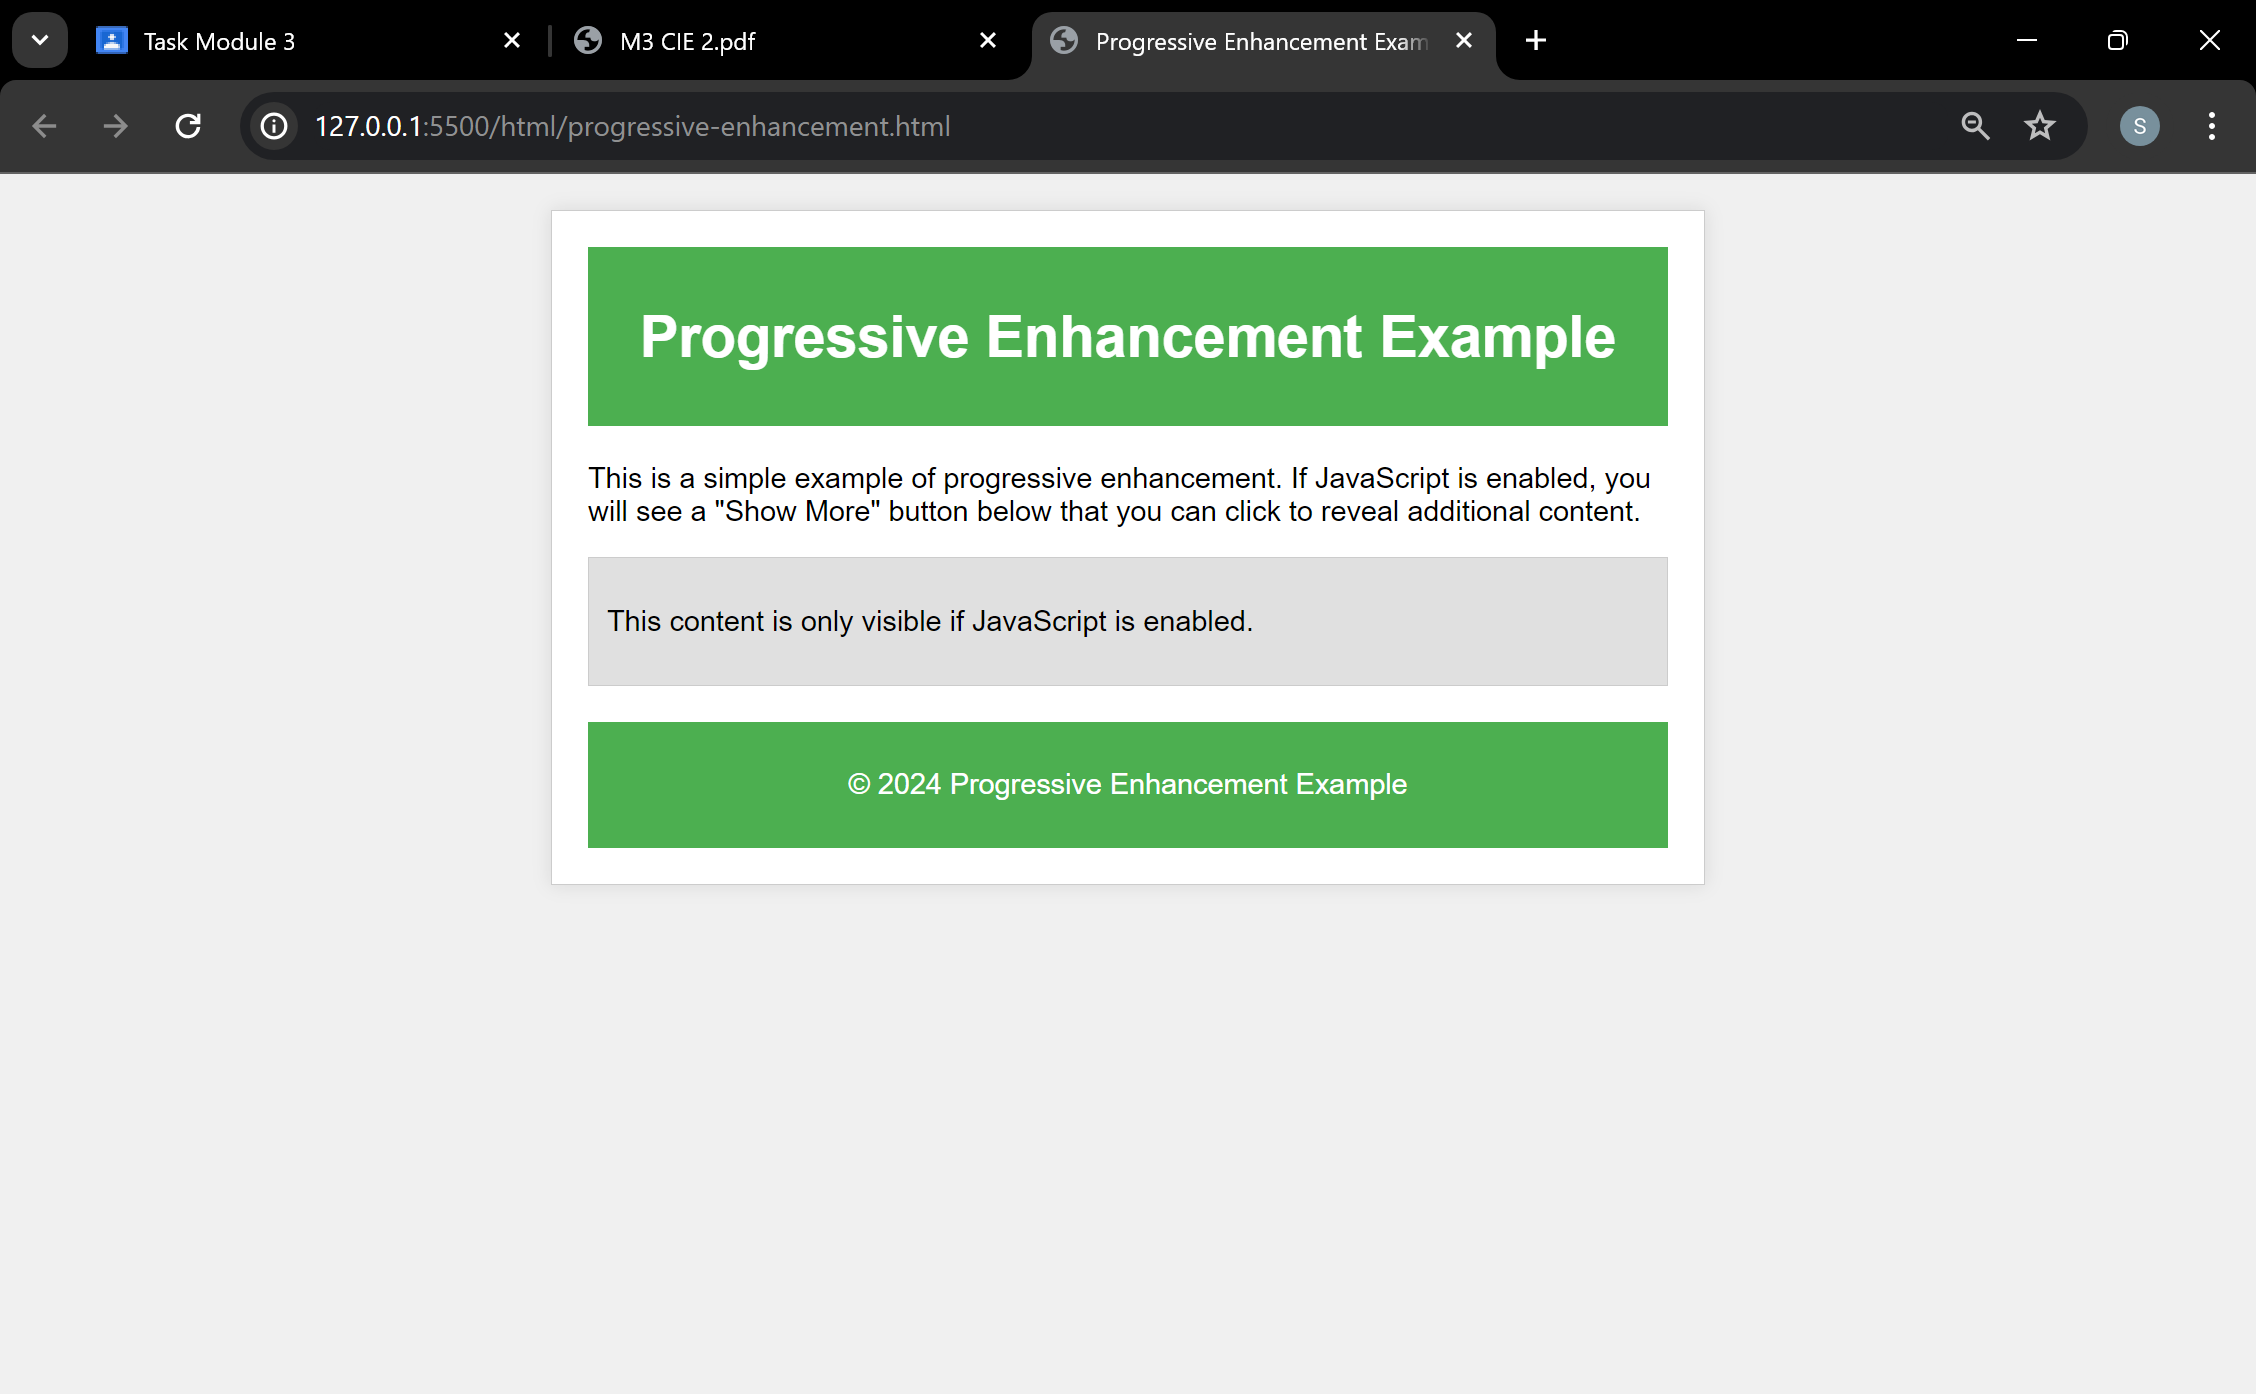 Task Module 3
M3 CIE 2.pdf
Progressive Enhancement Exam
127.0.0.1:5500/html/progressive-enhancement.html
S
Progressive Enhancement Example
This is a simple example of progressive enhancement. If JavaScript is enabled, you
will see a "Show More" button below that you can click to reveal additional content.
This content is only visible if JavaScript is enabled.
© 2024 Progressive Enhancement Example